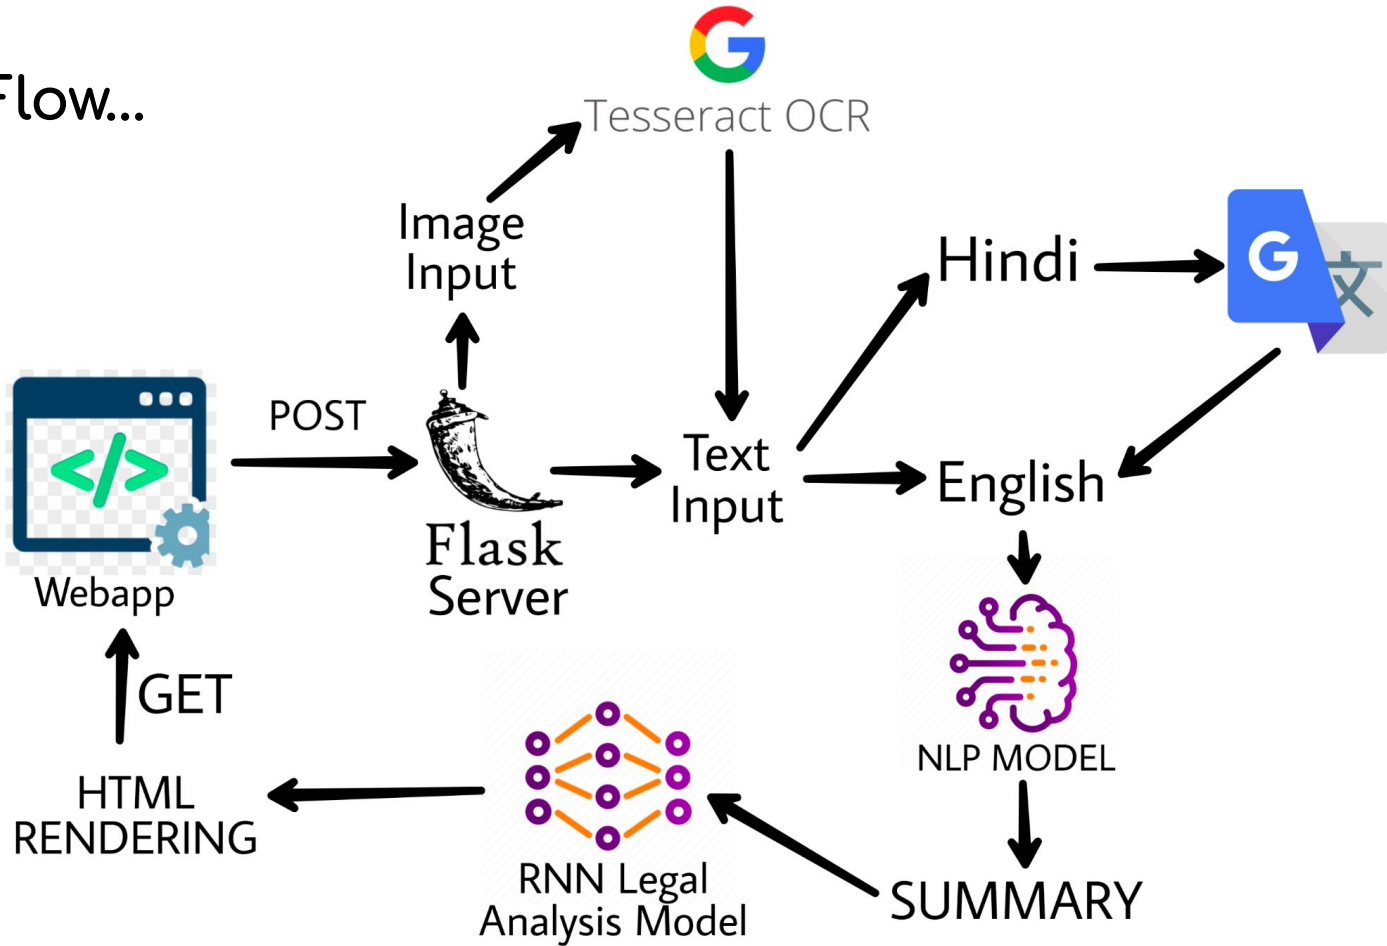 Flow...
G
Tesseract OCR
Image
Input
Hindi
G
文
POST
</>
Webapp
Flask
Server
Text
Input
English
NLP MODEL
GET
HTML
RENDERING
RNN Legal
Analysis Model
SUMMARY